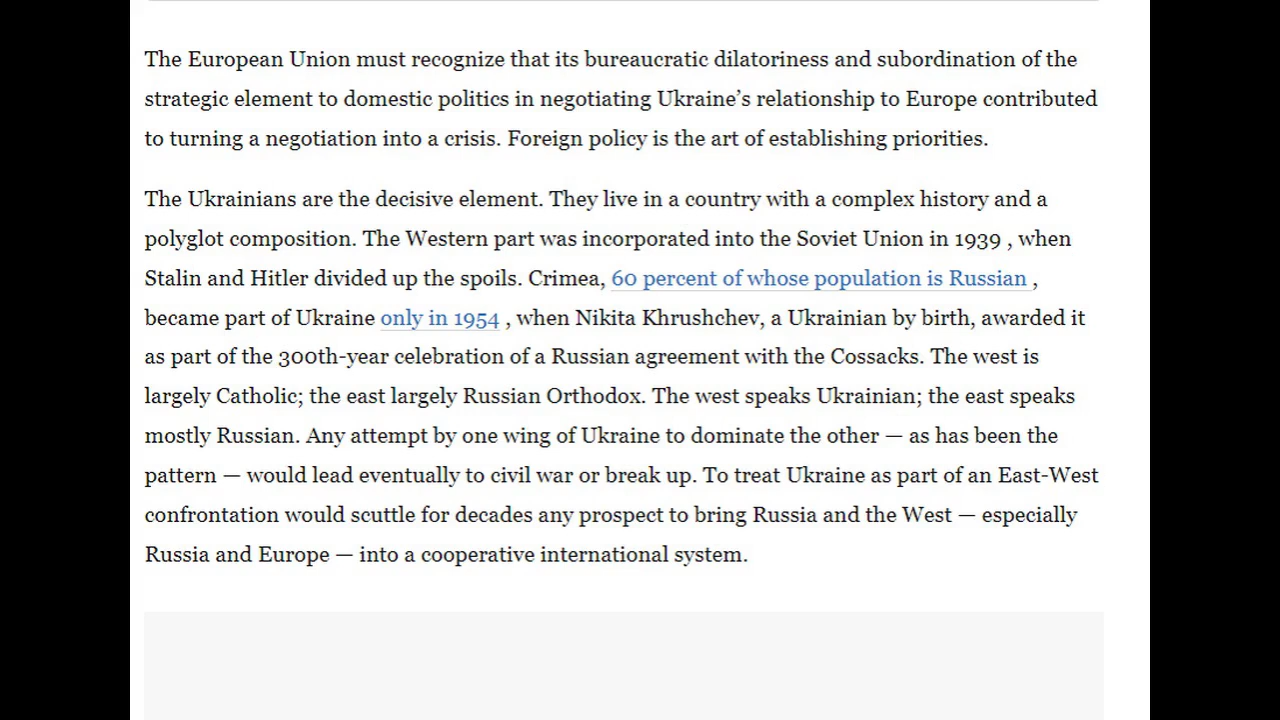 The European Union must recognize that its bureaucratic dilatoriness and subordination of the
strategic element to domestic politics in negotiating Ukraine’s relationship to Europe contributed
to turning a negotiation into a crisis. Foreign policy is the art of establishing priorities.
The Ukrainians are the decisive element. They live in a country with a complex history and a
polyglot composition. The Western part was incorporated into the Soviet Union in 1939 , when
Stalin and Hitler divided up the spoils. Crimea, 60 percent of whose population is Russian ,
became part of Ukraine only in 1954 , when Nikita Khrushchev, a Ukrainian by birth, awarded it
as part of the 300th-year celebration of a Russian agreement with the Cossacks. The west is
largely Catholic; the east largely Russian Orthodox. The west speaks Ukrainian; the east speaks
mostly Russian. Any attempt by one wing of Ukraine to dominate the other — as has been the
pattern — would lead eventually to civil war or break up. To treat Ukraine as part of an East-West
confrontation would scuttle for decades any prospect to bring Russia and the West — especially
Russia and Europe — into a cooperative international system.